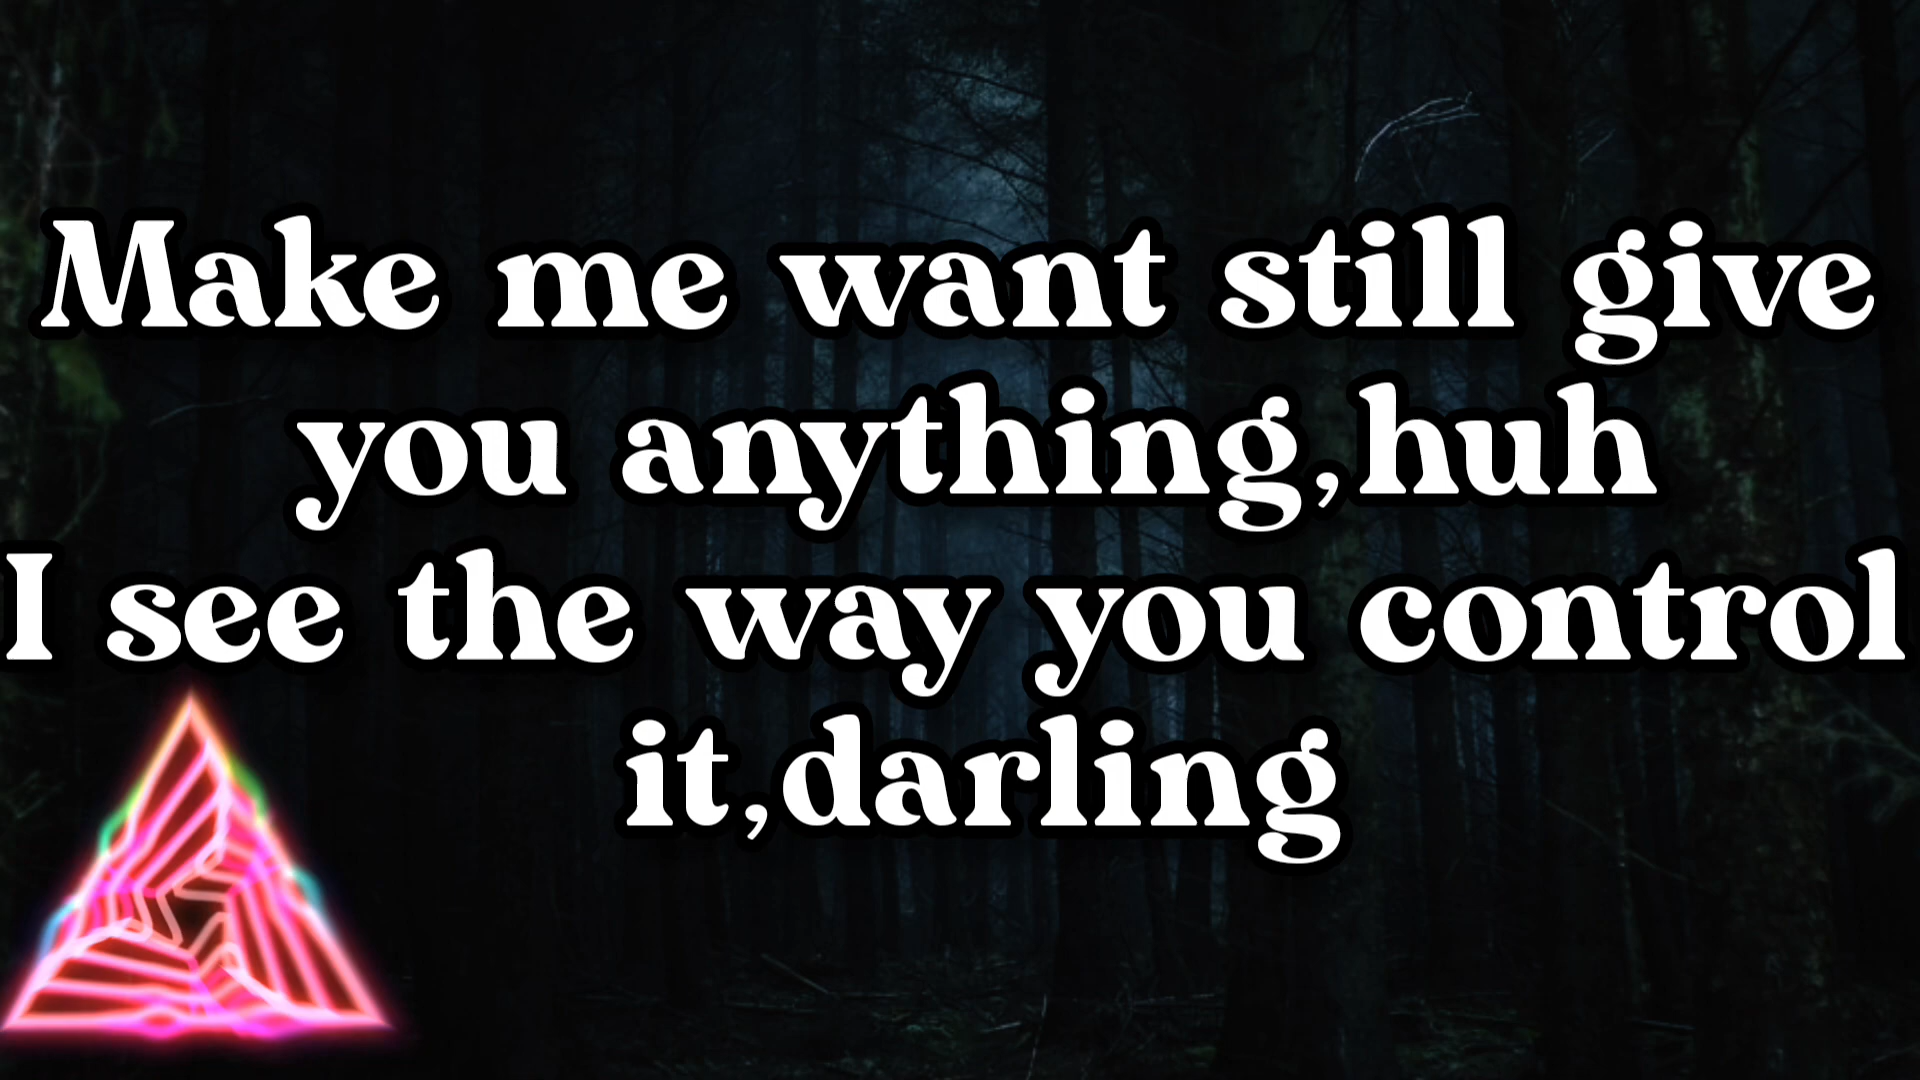 Make me want still give
you anything,huh
I see the way you control
it,darling